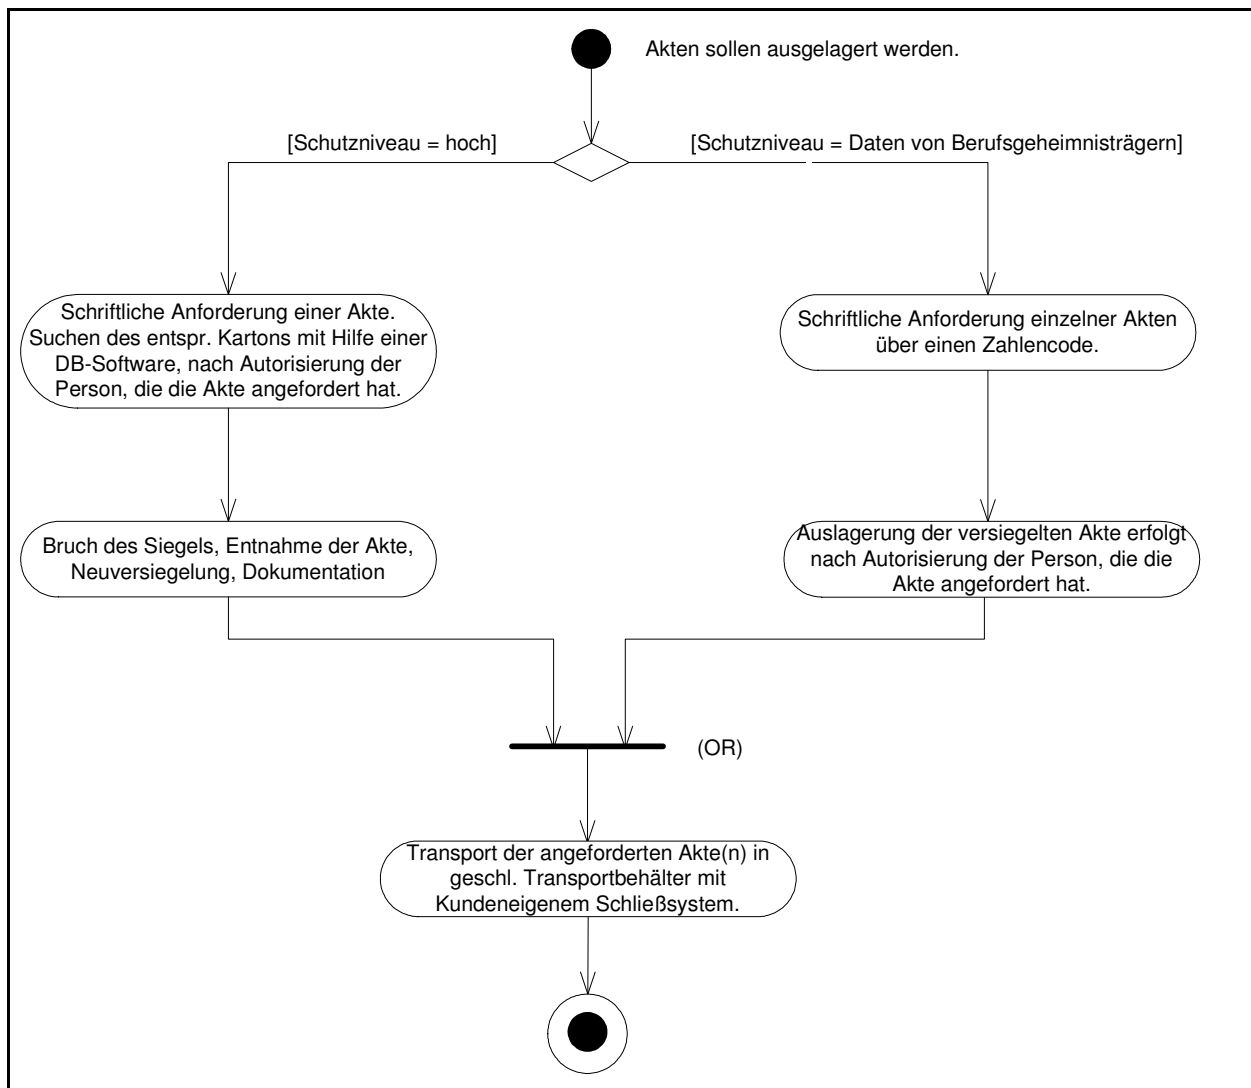 Akten sollen ausgelagert werden.
[Schutzniveau = hoch]
[Schutzniveau = Daten von Berufsgeheimnisträgern]
Schriftliche Anforderung einer Akte.
Suchen des entspr. Kartons mit Hilfe einer
DB-Software, nach Autorisierung der
Person, die die Akte angefordert hat.
Schriftliche Anforderung einzelner Akten
über einen Zahlencode.
Bruch des Siegels, Entnahme der Akte,
Neuversiegelung, Dokumentation
Auslagerung der versiegelten Akte erfolgt
nach Autorisierung der Person, die die
Akte angefordert hat.
(OR)
Transport der angeforderten Akte(n) in
geschl. Transportbehälter mit
Kundeneigenem Schließsystem.